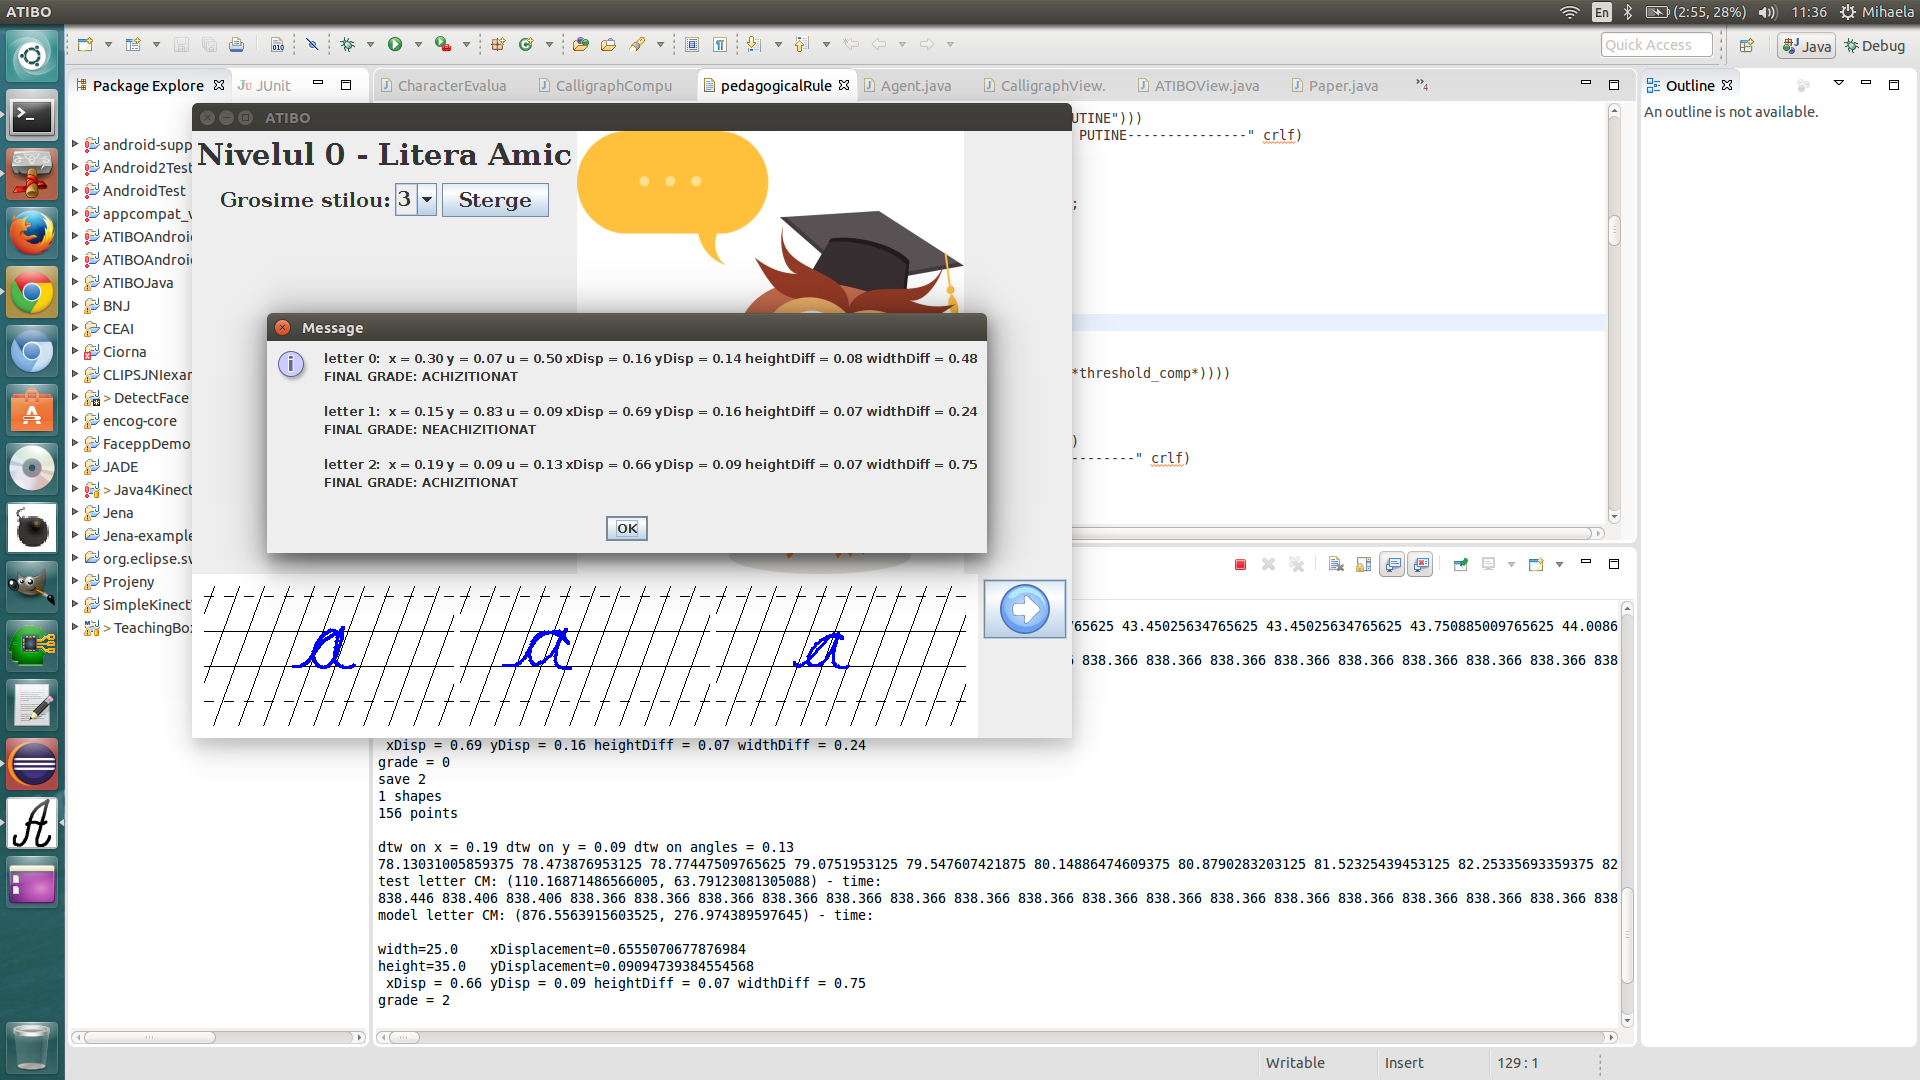 ATIBO
En
(2:55, 28%)
11:36
Mihaela
Quick Access
Java
Debug
Package Explore
JUnit
CharacterEvalua
CalligraphCompu
pedagogicalRule
Agent.java
CalligraphView.
ATIBOView.java
Paper.java
4
Outline
An outline is not available.
android-supp
Android2Test
AndroidTest
appcompat_v
ATIBOAndroi
ATIBOAndroi
ATIBOJava
BNJ
CEAI
Ciorna
CLIPSJNIexar
> DetectFace
encog-core
FaceppDemo
JADE
> Java4Kinect
Jena
Jena-example
org.eclipse.sv
Projeny
SimpleKinect
> TeachingBo
ATIBO
Nivelul 0 - Litera Amic
Grosime stilou: 3 Sterge
UTINE")))
PUTINE---------------" crlf)
;
*threshold_comp*))))
)
--------" crlf)
Message
letter 0:  x = 0.30 y = 0.07 u = 0.50 xDisp = 0.16 yDisp = 0.14 heightDiff = 0.08 widthDiff = 0.48
FINAL GRADE: ACHIZITIONAT
letter 1:  x = 0.15 y = 0.83 u = 0.09 xDisp = 0.69 yDisp = 0.16 heightDiff = 0.07 widthDiff = 0.24
FINAL GRADE: NEACHIZITIONAT
letter 2:  x = 0.19 y = 0.09 u = 0.13 xDisp = 0.66 yDisp = 0.09 heightDiff = 0.07 widthDiff = 0.75
FINAL GRADE: ACHIZITIONAT
OK
a a a
765625 43.45025634765625 43.45025634765625 43.750885009765625 44.0086
838.366 838.366 838.366 838.366 838.366 838.366 838.366 838.366 838
xDisp = 0.69 yDisp = 0.16 heightDiff = 0.07 widthDiff = 0.24
grade = 0
save 2
1 shapes
156 points
dtw on x = 0.19 dtw on y = 0.09 dtw on angles = 0.13
78.13031005859375 78.473876953125 78.77447509765625 79.0751953125 79.547607421875 80.14886474609375 80.8790283203125 81.52325439453125 82.25335693359375 82
test letter CM: (110.16871486566005, 63.79123081305088) - time:
838.446 838.406 838.406 838.366 838.366 838.366 838.366 838.366 838.366 838.366 838.366 838.366 838.366 838.366 838.366 838.366 838.366 838.366 838.366 838
model letter CM: (876.5563915603525, 276.974389597645) - time:
width=25.0    xDisplacement=0.6555070677876984
height=35.0   yDisplacement=0.09094739384554568
xDisp = 0.66 yDisp = 0.09 heightDiff = 0.07 widthDiff = 0.75
grade = 2
Writable
Insert
129 : 1